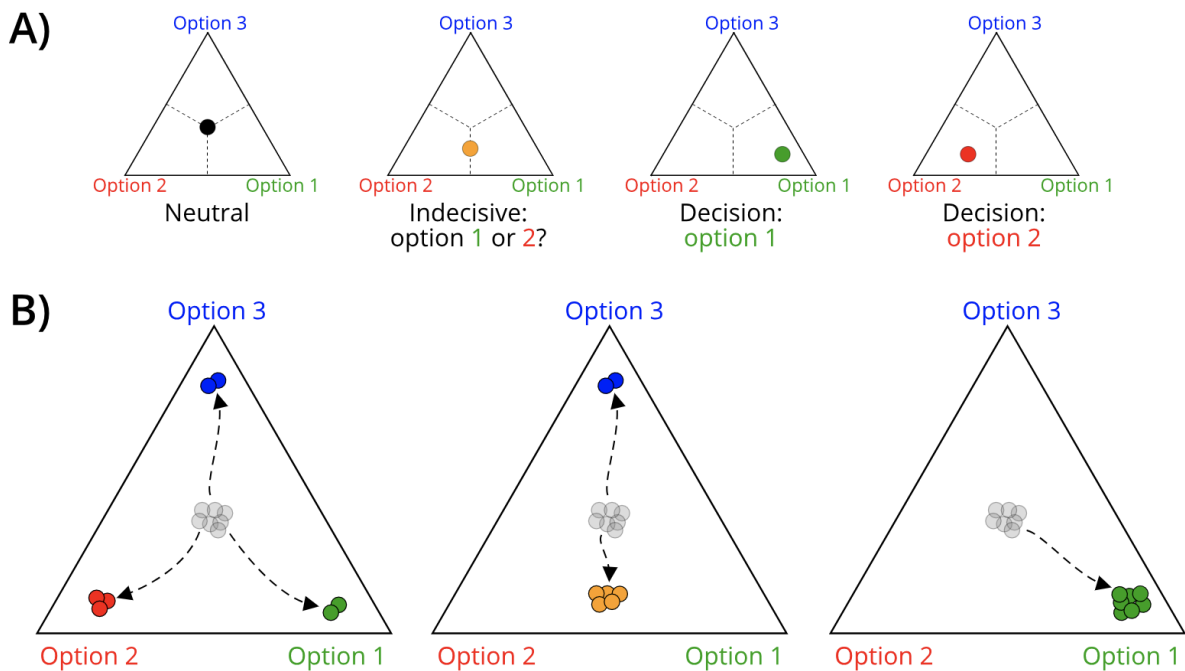 A)
Option 3
Option 2
Option 1
Neutral
Option 3
Option 2
Option 1
Indecisive:
option 1 or 2?
Option 3
Option 2
Option 1
Decision:
option 1
Option 3
Option 2
Option 1
Decision:
option 2
B)
Option 3
Option 2
Option 1
Option 3
Option 2
Option 1
Option 3
Option 2
Option 1